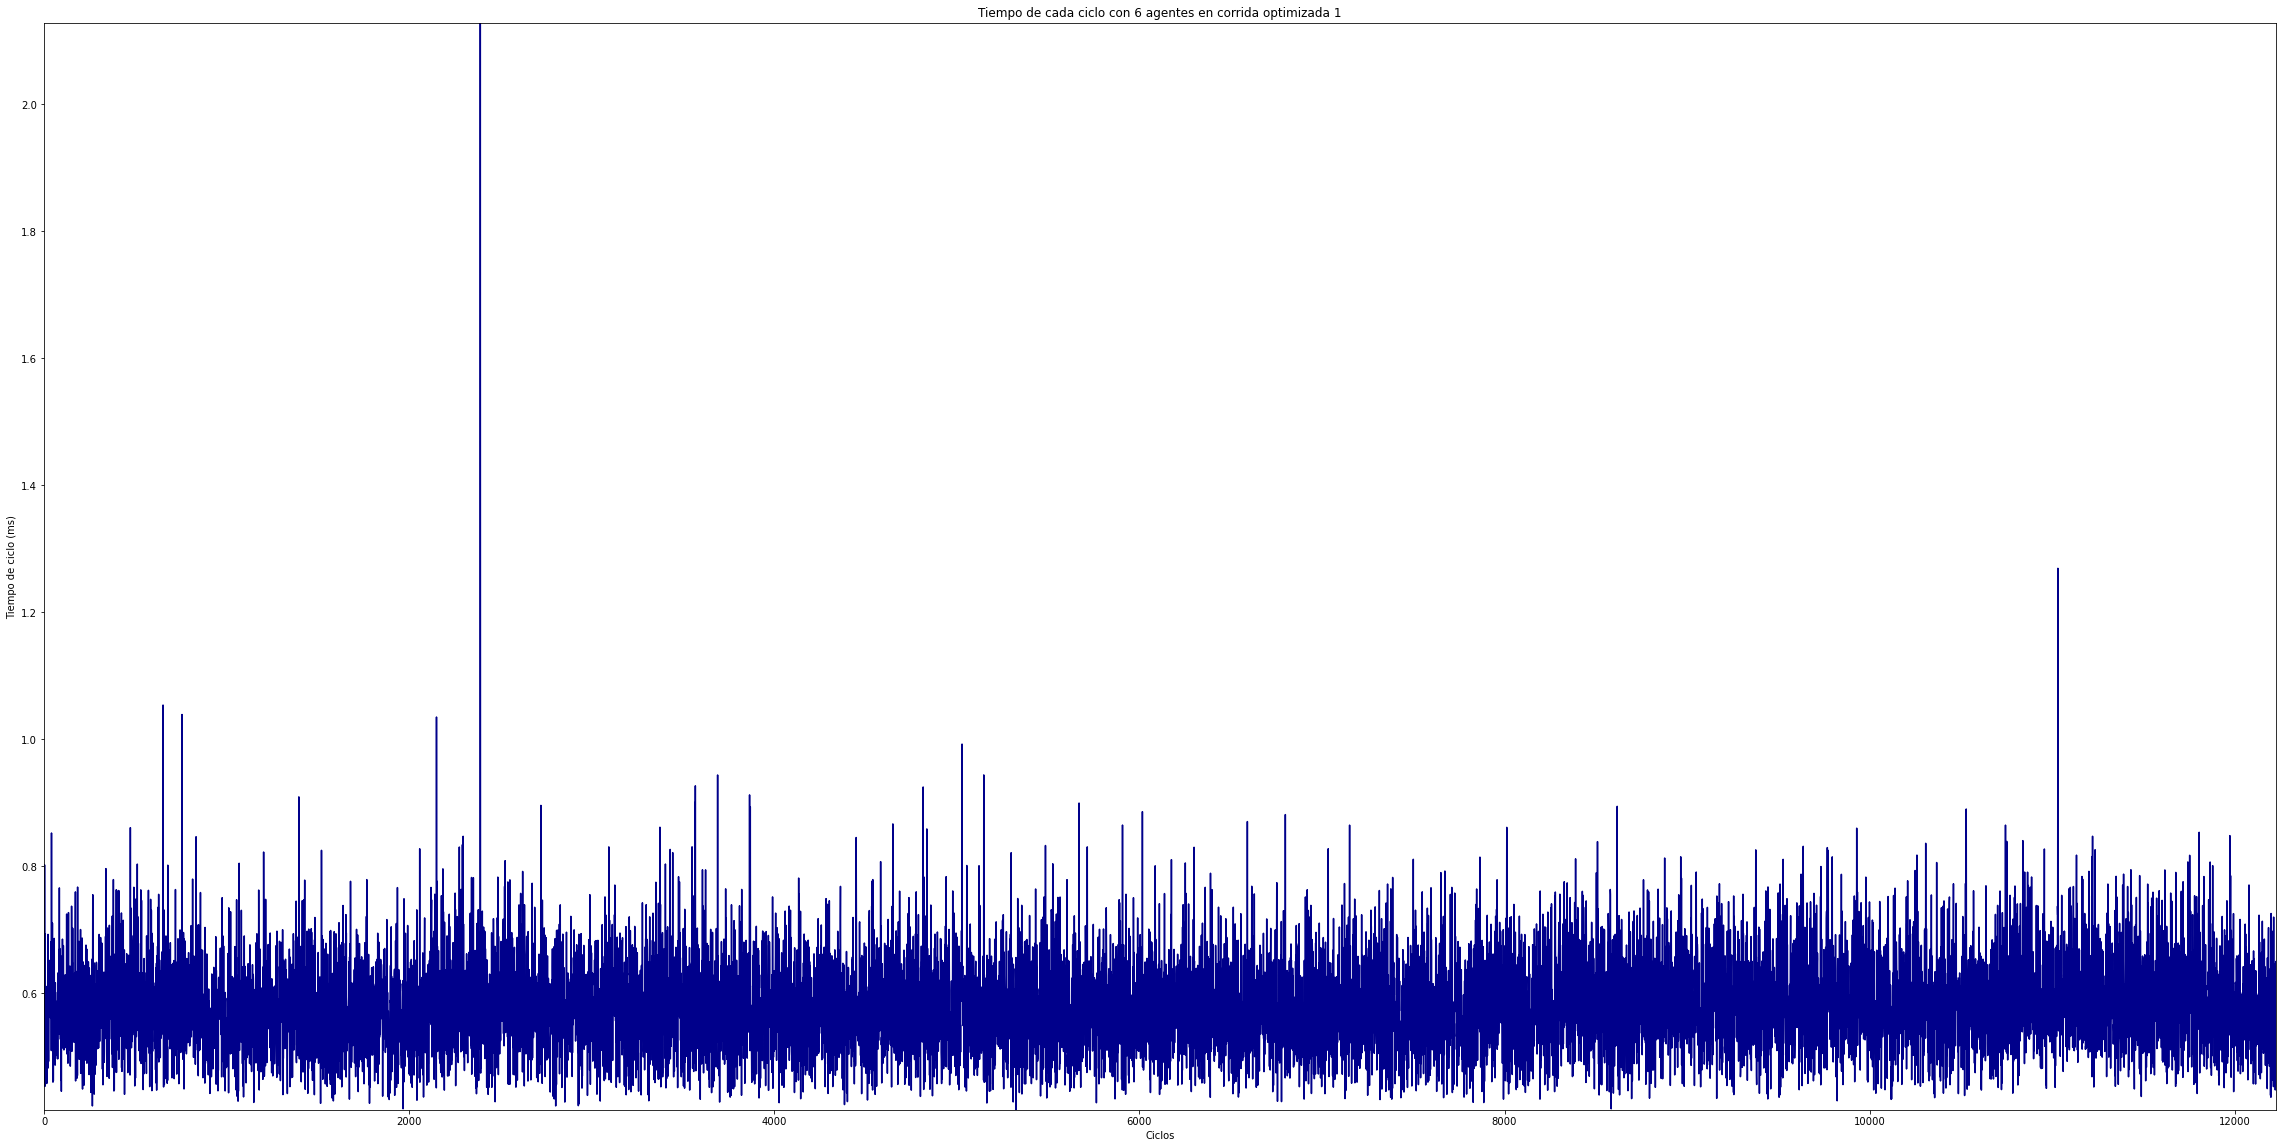 Tiempo de cada ciclo con 6 agentes en corrida optimizada 1
2.0
1.8
1.6
1.4
1.2
1.0
0.8
0.6
Tiempo de ciclo (ms)
0 2000 4000 6000 8000 10000 12000
Ciclos